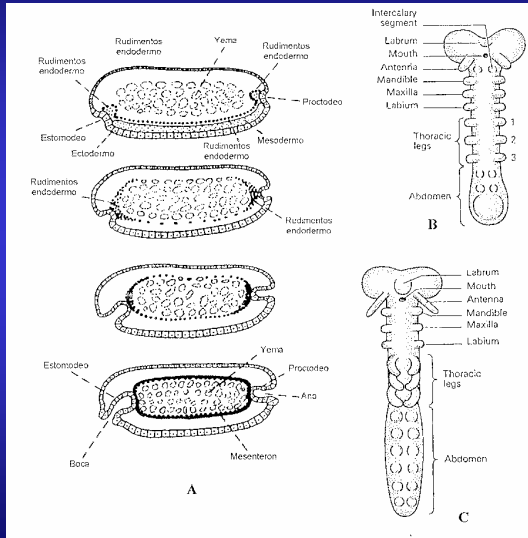 Rudimentos
endodermo
Yema
Rudimentos
endodermo
Rudimentos
endodermo
Proctodeo
Estomodeo
Ectodermo
Rudimentos
endodermo
Mesodermo
Rudimentos
endodermo
Rudimentos
endodermo
Yema
Estomodeo
Proctodeo
Ano
Boca
Mesenteron
A
Intercalary
segment
Labrum
Mouth
Antenna
Mandible
Maxilla
Labium
1
Thoracic
legs
2
3
Abdomen
B
Labrum
Mouth
Antenna
Mandible
Maxilla
Labium
Thoracic
legs
Abdomen
C